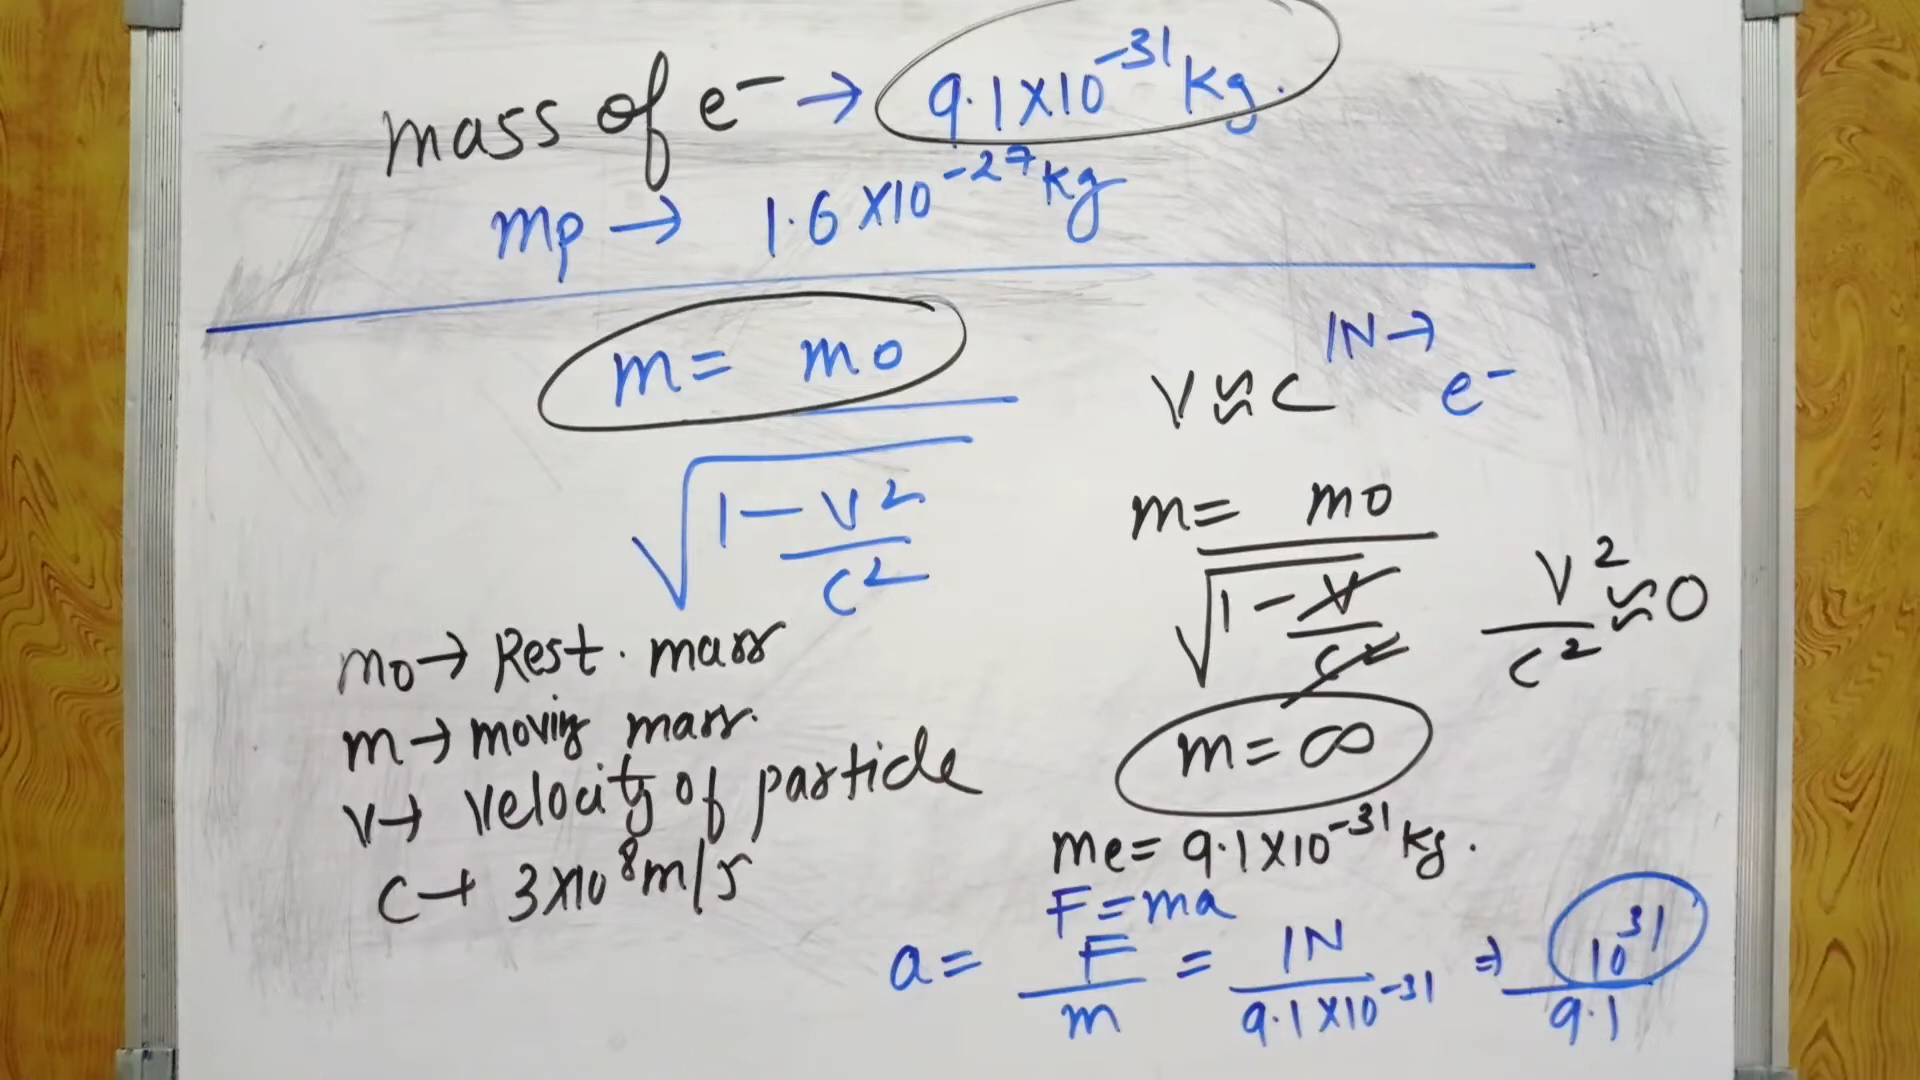 mass of e⁻ → 9.1×10⁻³¹ kg.
mp → 1.6×10⁻²⁷ kg
m = mo
√1 - v²
c²
mo → Rest. mass
m → moving mass.
v → velocity of particle
c → 3×10⁸ m/s
1N →
v ≈ c e⁻
m = mo
√1 - v
c²
v² ≈ 0
c²
m = ∞
me = 9.1×10⁻³¹ kg.
F = ma
a = F = 1N ⇒ 10³¹
m 9.1×10⁻³¹ 9.1